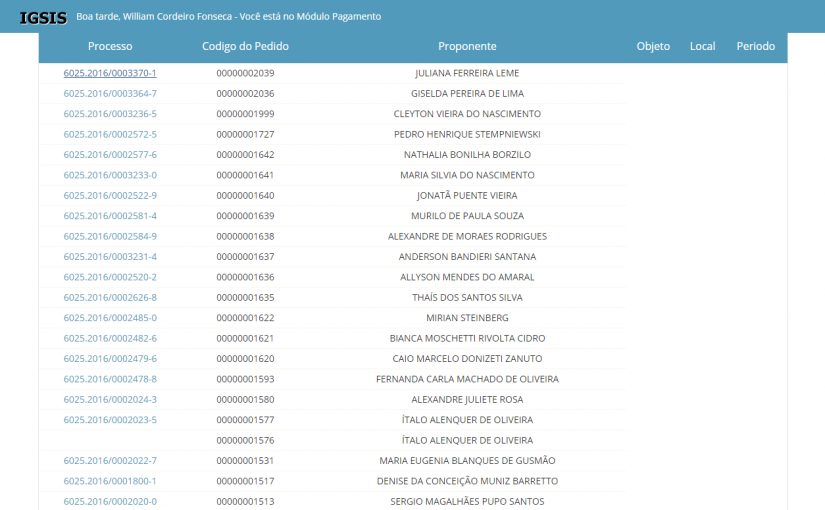 IGSIS Boa tarde, William Cordeiro Fonseca - Você está no Módulo Pagamento
Processo Codigo do Pedido Proponente Objeto Local Periodo
6025.2016/0003370-1 00000002039 JULIANA FERREIRA LEME
6025.2016/0003364-7 00000002036 GISELDA PEREIRA DE LIMA
6025.2016/0003236-5 00000001999 CLEYTON VIEIRA DO NASCIMENTO
6025.2016/0002572-5 00000001727 PEDRO HENRIQUE STEMPNIEWSKI
6025.2016/0002577-6 00000001642 NATHALIA BONILHA BORZILO
6025.2016/0003233-0 00000001641 MARIA SILVIA DO NASCIMENTO
6025.2016/0002522-9 00000001640 JONATÃ PUENTE VIEIRA
6025.2016/0002581-4 00000001639 MURILO DE PAULA SOUZA
6025.2016/0002584-9 00000001638 ALEXANDRE DE MORAES RODRIGUES
6025.2016/0003231-4 00000001637 ANDERSON BANDIERI SANTANA
6025.2016/0002520-2 00000001636 ALLYSON MENDES DO AMARAL
6025.2016/0002626-8 00000001635 THAÍS DOS SANTOS SILVA
6025.2016/0002485-0 00000001622 MIRIAN STEINBERG
6025.2016/0002482-6 00000001621 BIANCA MOSCHETTI RIVOLTA CIDRO
6025.2016/0002479-6 00000001620 CAIO MARCELO DONIZETI ZANUTO
6025.2016/0002478-8 00000001593 FERNANDA CARLA MACHADO DE OLIVEIRA
6025.2016/0002024-3 00000001580 ALEXANDRE JULIETE ROSA
6025.2016/0002023-5 00000001577 ÍTALO ALENQUER DE OLIVEIRA
00000001576 ÍTALO ALENQUER DE OLIVEIRA
6025.2016/0002022-7 00000001531 MARIA EUGENIA BLANQUES DE GUSMÃO
6025.2016/0001800-1 00000001517 DENISE DA CONCEIÇÃO MUNIZ BARRETTO
6025.2016/0002020-0 00000001513 SERGIO MAGALHÃES PUPO SANTOS